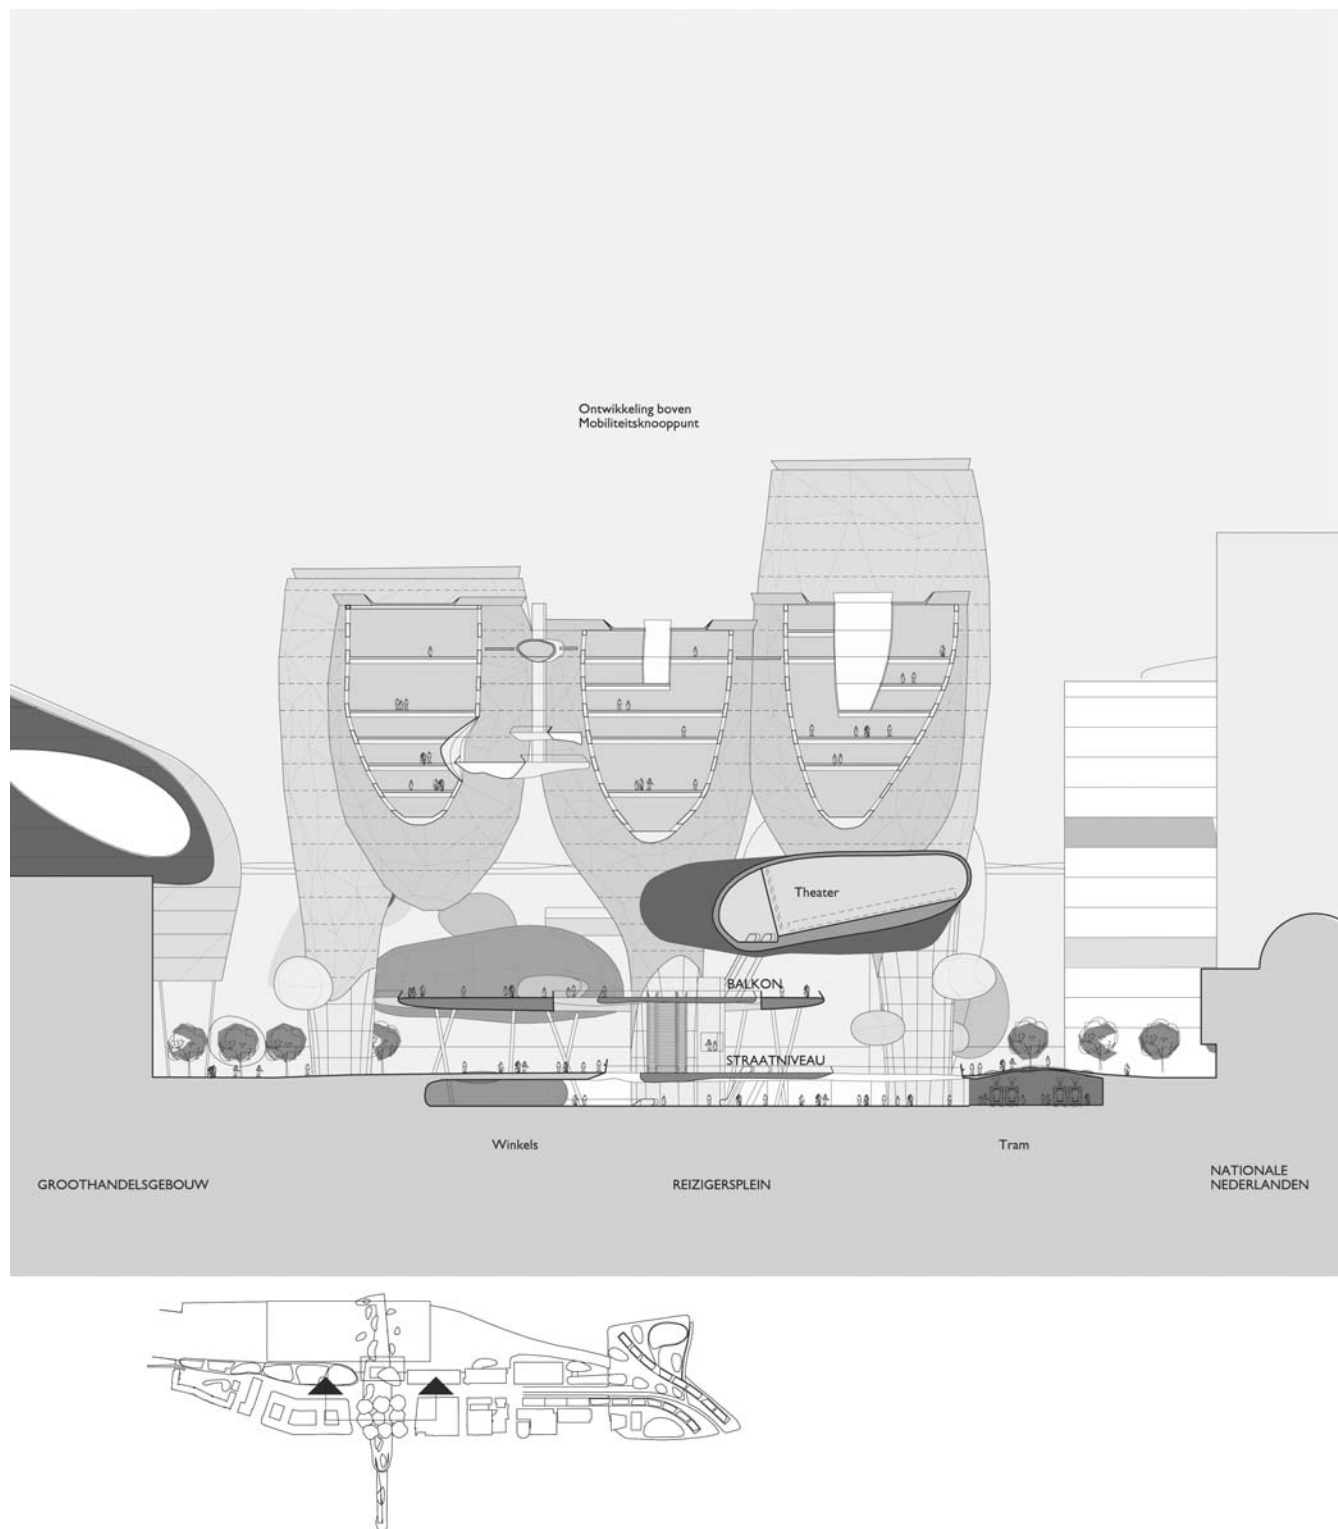 Ontwikkeling boven
Mobiliteitsknooppunt
Theater
BALKON
STRAATNIVEAU
Winkels
Tram
GROOTHANDELSGEBOUW
REIZIGERSPLEIN
NATIONALE
NEDERLANDEN